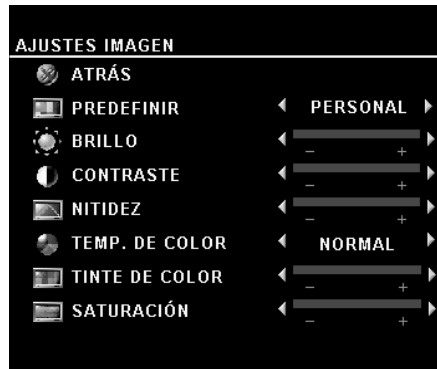 AJUSTES IMAGEN
ATRÁS
PREDEFINIR PERSONAL
BRILLO
- +
CONTRASTE
- +
NITIDEZ
- +
TEMP. DE COLOR NORMAL
TINTE DE COLOR
- +
SATURACIÓN
- +